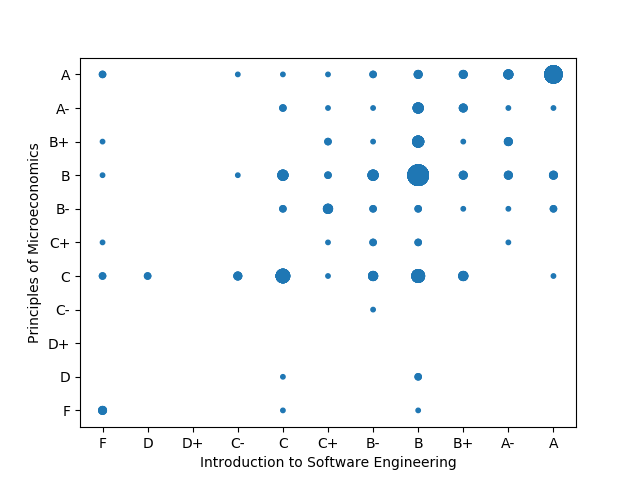 A
A-
B+
B
B-
C+
C
C-
D+
D
F
Principles of Microeconomics
F D D+ C- C C+ B- B B+ A- A
Introduction to Software Engineering